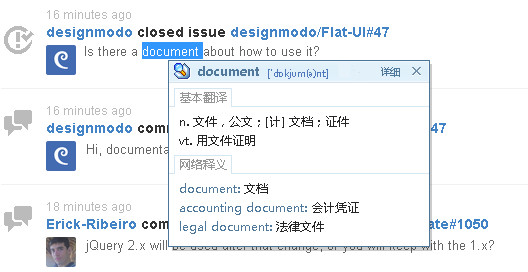 16 minutes ago
designmodo closed issue designmodo/Flat-UI#47
Is there a document about how to use it?
document ['dɒkjum(ə)nt] 详细
基本翻译
n. 文件，公文；[计] 文档；证件
vt. 用文件证明
网络释义
document: 文档
accounting document: 会计凭证
legal document: 法律文件
16 minutes ago
designmodo com 47
Hi, documenta
18 minutes ago
Erick-Ribeiro com ate#1050
jQuery 2.x will be used after that change, or you will keep with the 1.x?